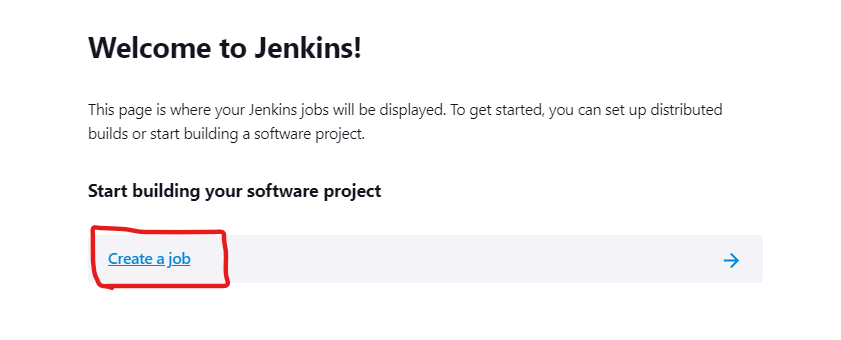 Welcome to Jenkins!
This page is where your Jenkins jobs will be displayed. To get started, you can set up distributed
builds or start building a software project.
Start building your software project
Create a job